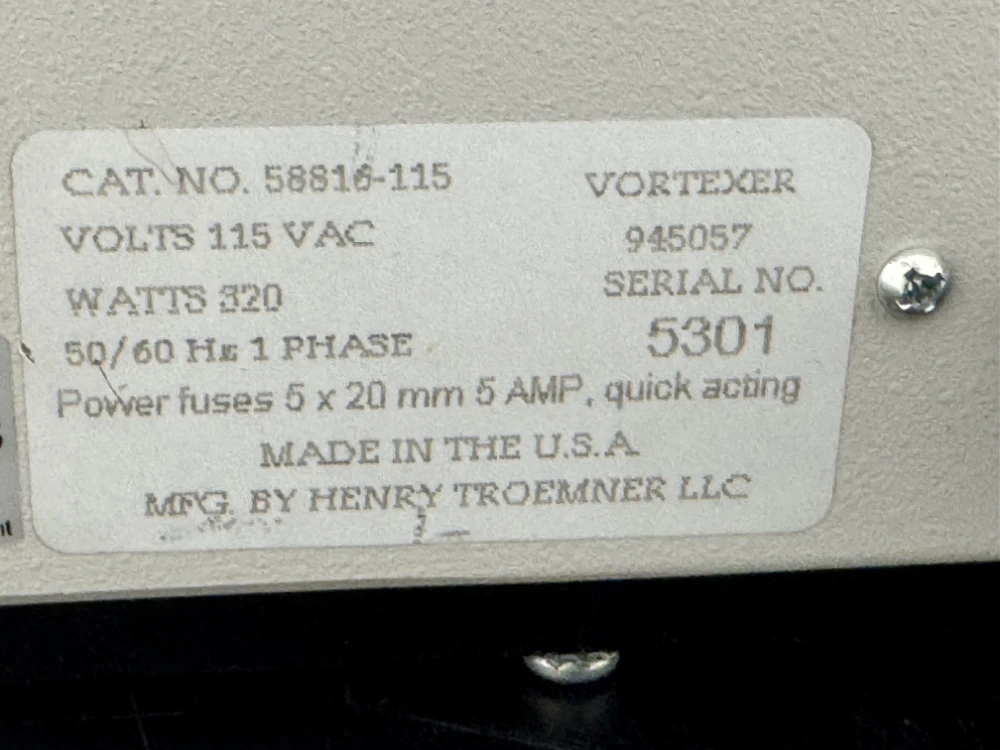 CAT. NO. 58816-115
VOLTS 115 VAC
WATTS 320
50/60 Hz 1 PHASE
VORTEXER
945057
SERIAL NO.
5301
Power fuses 5 x 20 mm 5 AMP, quick acting
MADE IN THE U.S.A
MFG. BY HENRY TROEMNER LLC